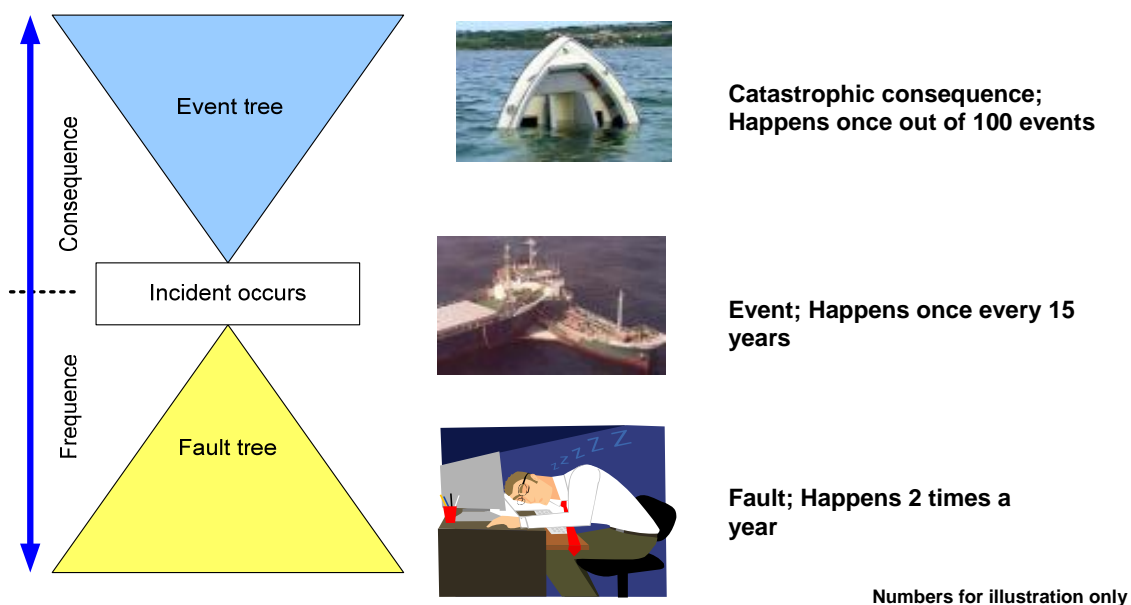 Consequence
Frequence
Event tree
Incident occurs
Fault tree
Catastrophic consequence;
Happens once out of 100 events
Event; Happens once every 15
years
z z z z Z Z Z
Fault; Happens 2 times a
year
Numbers for illustration only